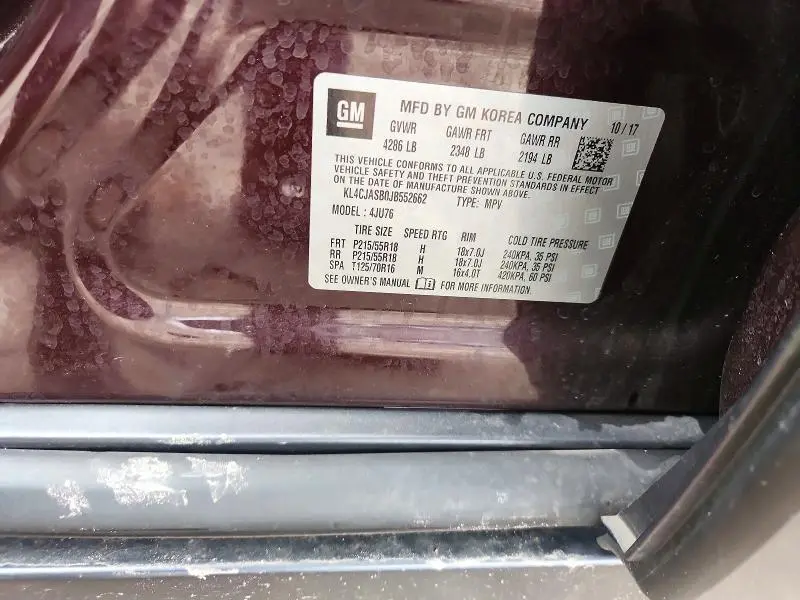 GM
MFD BY GM KOREA COMPANY 10/17
GVWR GAWR FRT GAWR RR
4286 LB 2348 LB 2194 LB
THIS VEHICLE CONFORMS TO ALL APPLICABLE U.S. FEDERAL MOTOR
VEHICLE SAFETY AND THEFT PREVENTION STANDARDS IN EFFECT
ON THE DATE OF MANUFACTURE SHOWN ABOVE.
KL4CJASB0JB552662 TYPE: MPV
MODEL: 4JU76
TIRE SIZE SPEED RTG RIM COLD TIRE PRESSURE
FRT P215/55R18 H 18x7.0J 240KPA, 35 PSI
RR P215/55R18 H 18x7.0J 240KPA, 35 PSI
SPA T125/70R16 M 16x4.0T 420KPA, 60 PSI
SEE OWNER'S MANUAL FOR MORE INFORMATION.